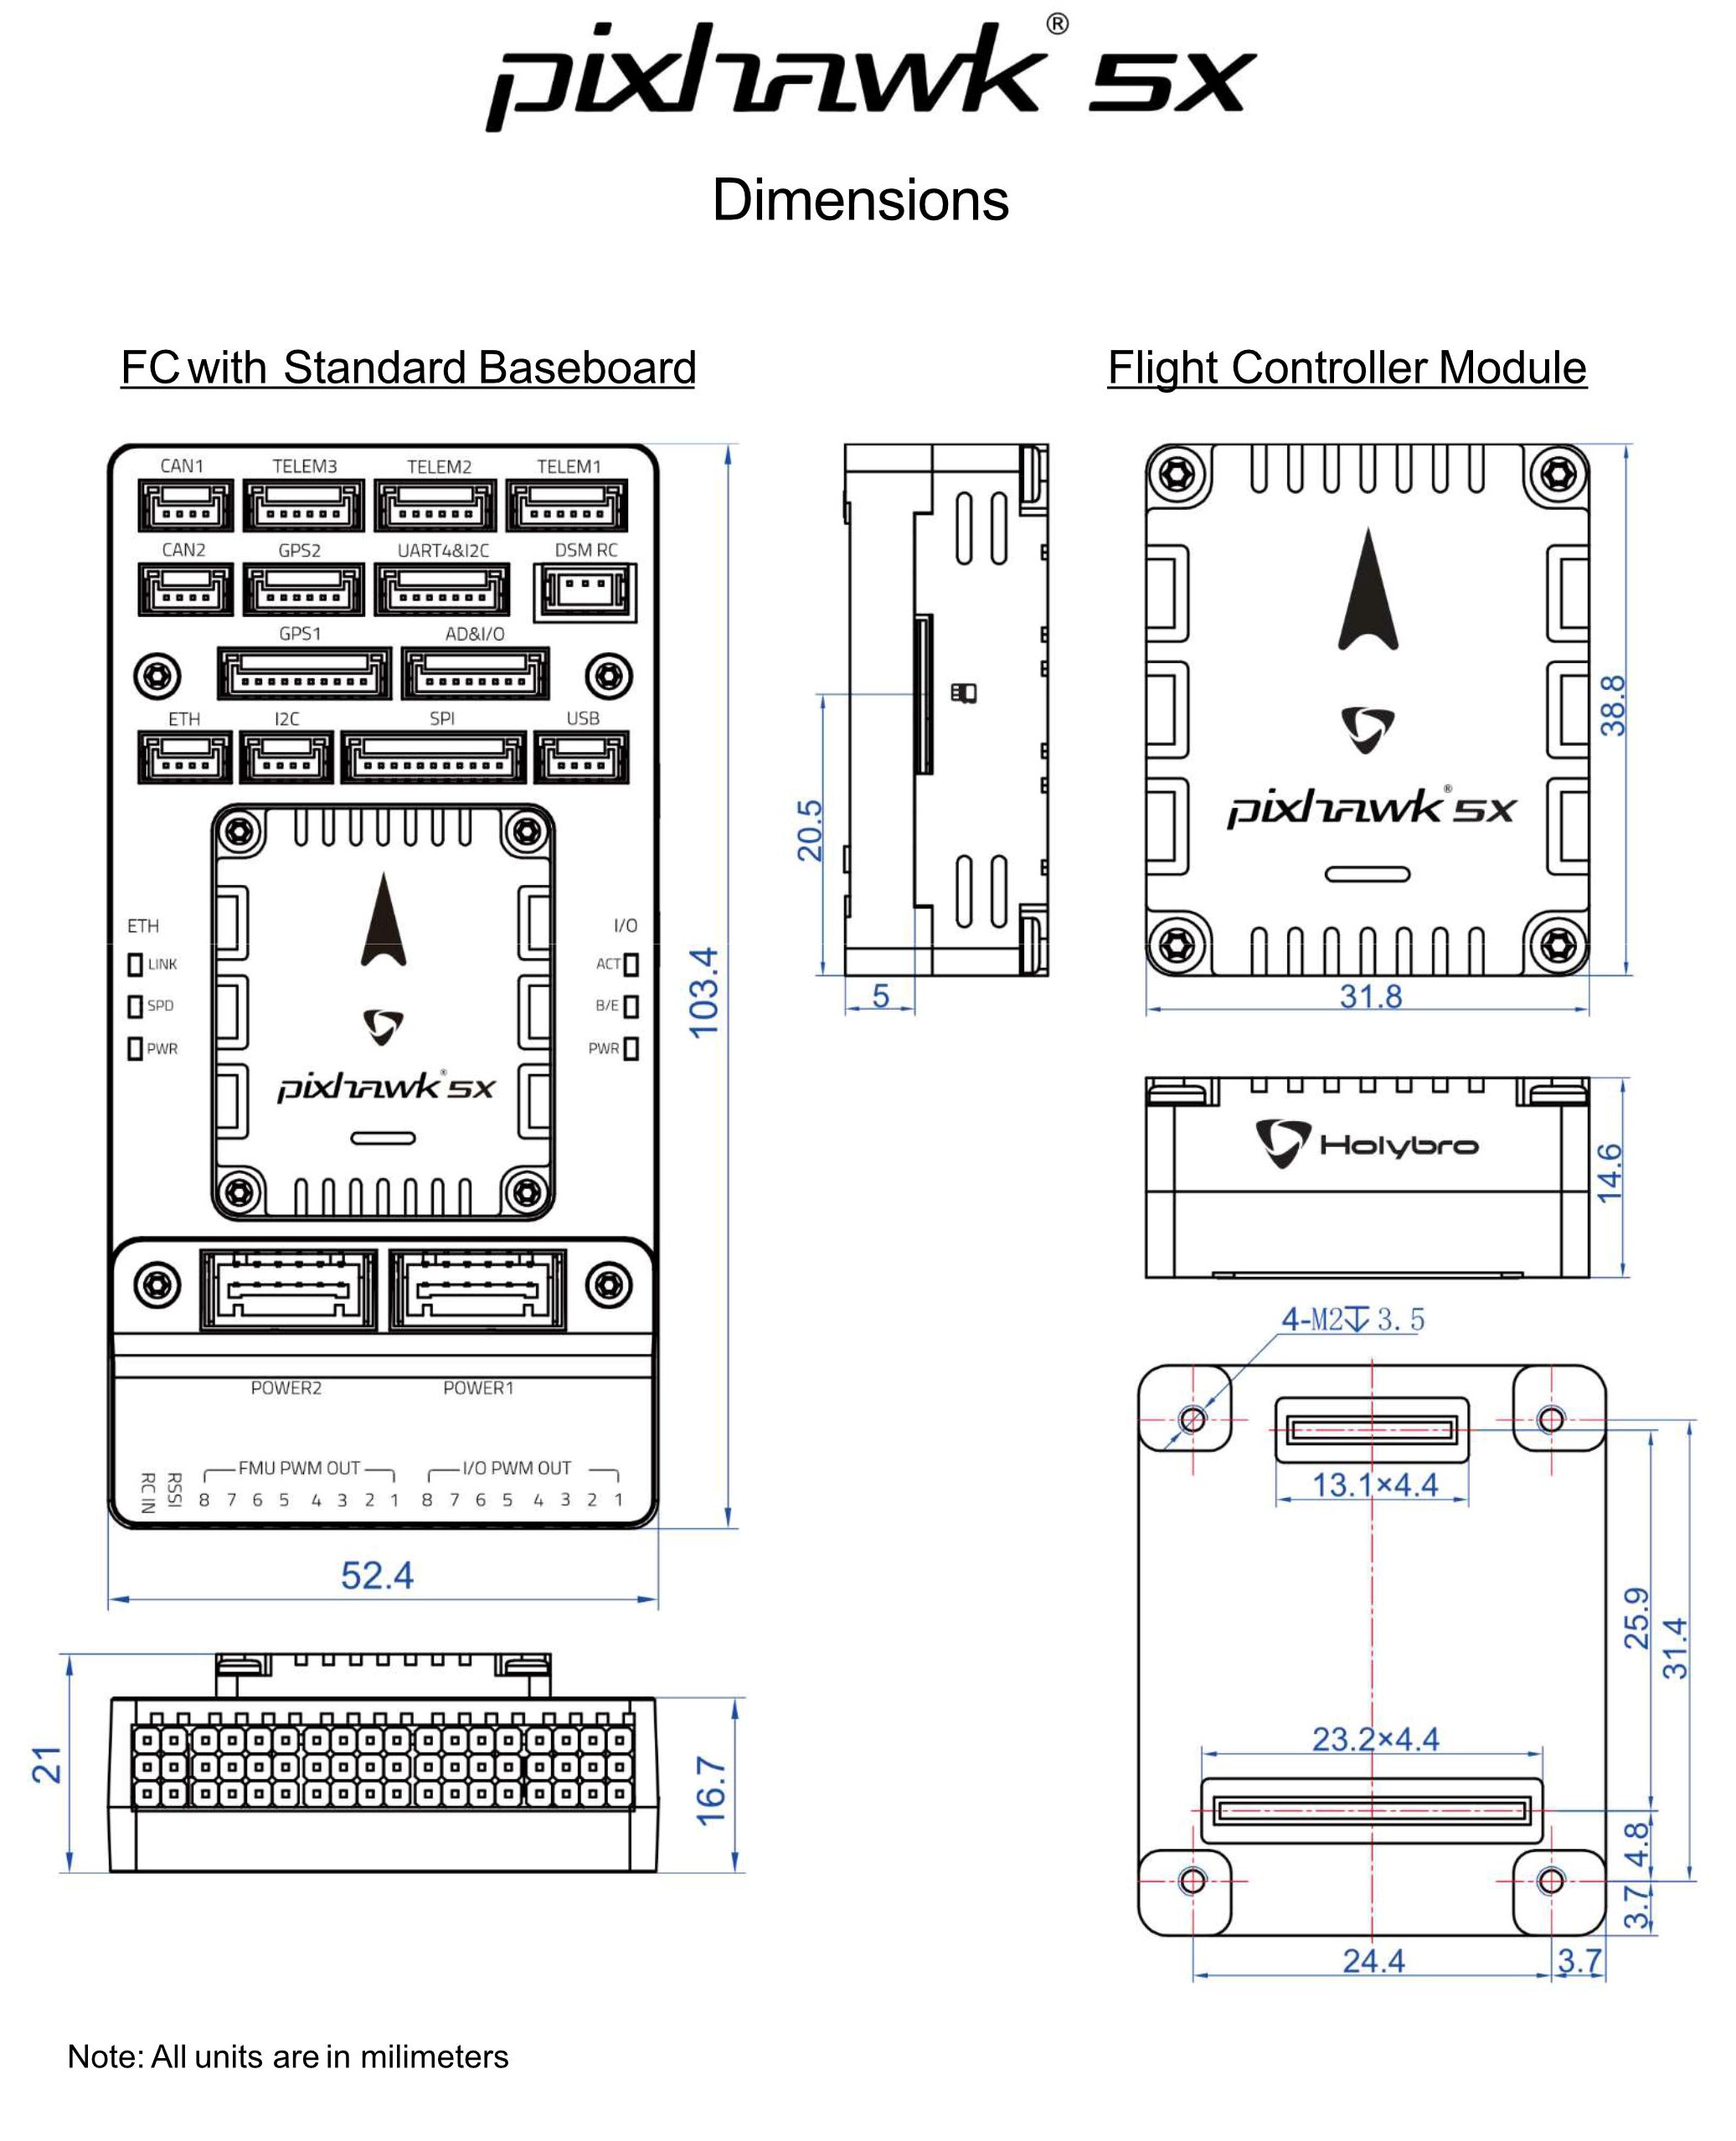 pixhawk® 5X
Dimensions
FC with Standard Baseboard
Flight Controller Module
CAN1 TELEM3 TELEM2 TELEM1
CAN2 GPS2 UART4&I2C DSM RC
GPS1 AD&I/O
ETH I2C SPI USB
ETH I/O
LINK ACT
SPD B/E
PWR PWR
pixhawk® 5X
POWER2 POWER1
FMU PWM OUT I/O PWM OUT
RC IN RSSI 8 7 6 5 4 3 2 1 8 7 6 5 4 3 2 1
103.4
52.4
21
16.7
20.5
5
pixhawk® 5X
38.8
31.8
Holybro
14.6
4-M2↧3.5
13.1×4.4
25.9
31.4
23.2×4.4
4.8
3.7
24.4
3.7
Note: All units are in milimeters